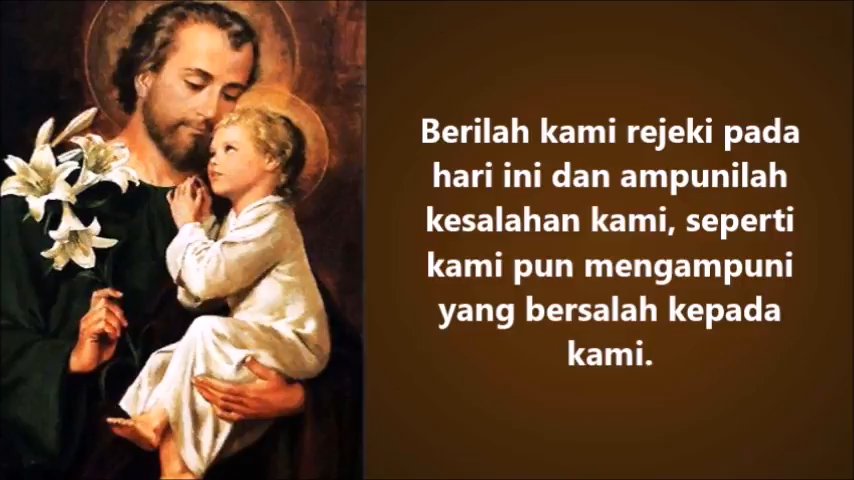 Berilah kami rejeki pada
hari ini dan ampunilah
kesalahan kami, seperti
kami pun mengampuni
yang bersalah kepada
kami.